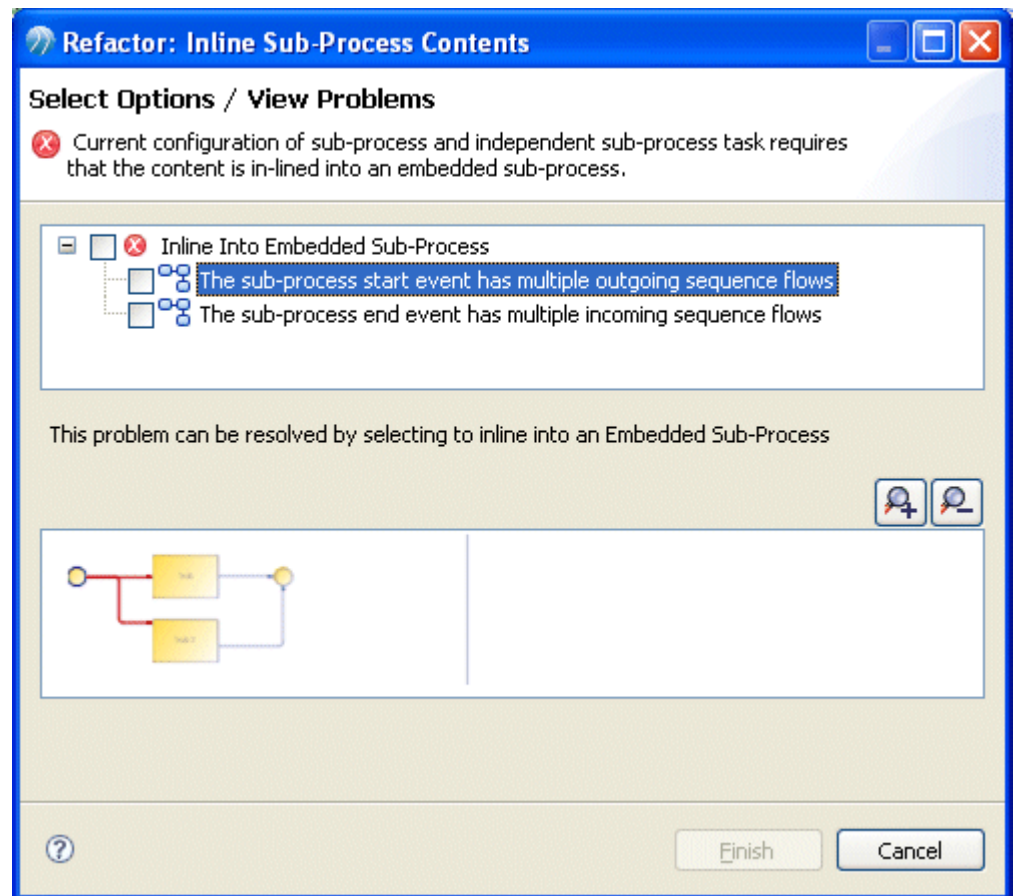 Refactor: Inline Sub-Process Contents
Select Options / View Problems
Current configuration of sub-process and independent sub-process task requires
that the content is in-lined into an embedded sub-process.
Inline Into Embedded Sub-Process
The sub-process start event has multiple outgoing sequence flows
The sub-process end event has multiple incoming sequence flows
This problem can be resolved by selecting to inline into an Embedded Sub-Process
Finish
Cancel